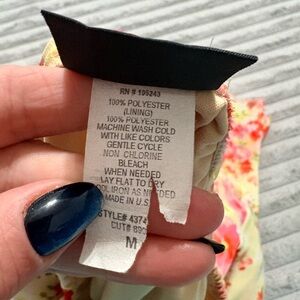 RN # 105243
100% POLYESTER
(LINING)
100% POLYESTER
MACHINE WASH COLD
WITH LIKE COLORS
GENTLE CYCLE
NON CHLORINE
BLEACH
WHEN NEEDED
LAY FLAT TO DRY
IRON AS NEEDED
MADE IN U.S
STYLE# 4374
CUT#
M